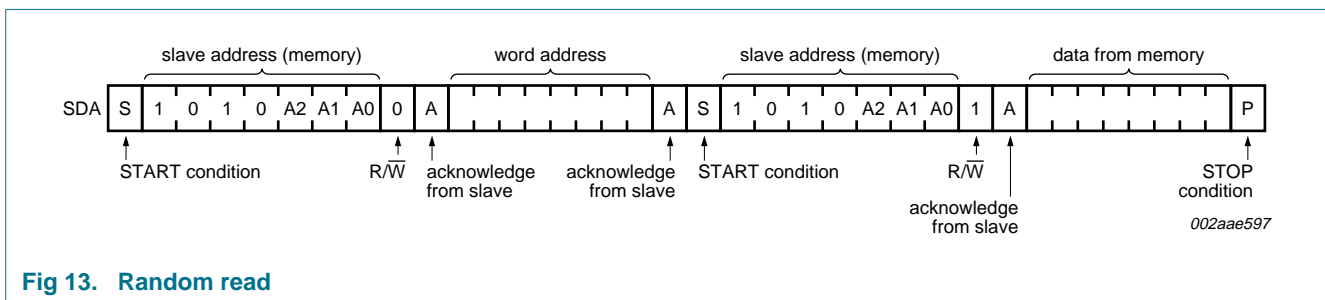 slave address (memory) word address slave address (memory) data from memory
SDA S 1 0 1 0 A2 A1 A0 0 A A S 1 0 1 0 A2 A1 A0 1 A P
START condition R/W̅ acknowledge from slave acknowledge from slave START condition R/W̅ acknowledge from slave STOP condition
002aae597
Fig 13. Random read